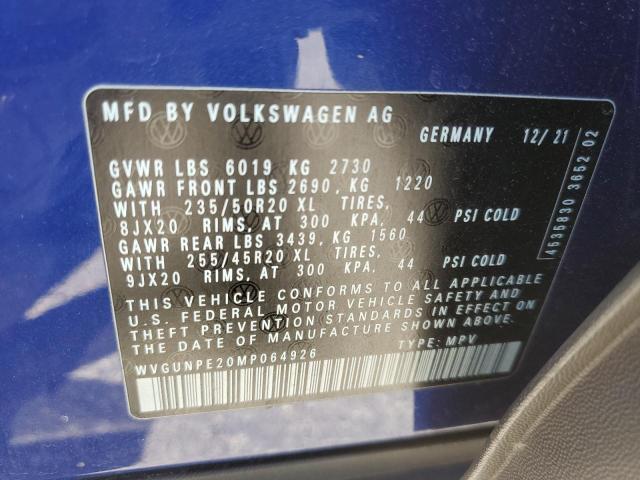 MFD BY VOLKSWAGEN AG
GERMANY 12/21
GVWR LBS 6019 KG 2730
GAWR FRONT LBS 2690, KG 1220
WITH 235/50R20 XL TIRES,
8JX20 RIMS, AT 300 KPA, 44 PSI COLD
GAWR REAR LBS 3439, KG 1560
WITH 255/45R20 XL TIRES,
9JX20 RIMS, AT 300 KPA, 44 PSI COLD
THIS VEHICLE CONFORMS TO ALL APPLICABLE
U.S. FEDERAL MOTOR VEHICLE SAFETY AND
THEFT PREVENTION STANDARDS IN EFFECT ON
THE DATE OF MANUFACTURE SHOWN ABOVE.
WVGUNPE20MP064926 TYPE: MPV
4535830 3652 02